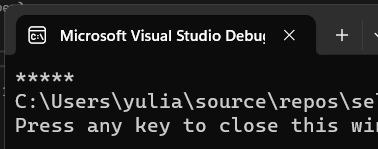 Microsoft Visual Studio Debug
*****
C:\Users\yulia\source\repos\se
Press any key to close this wi